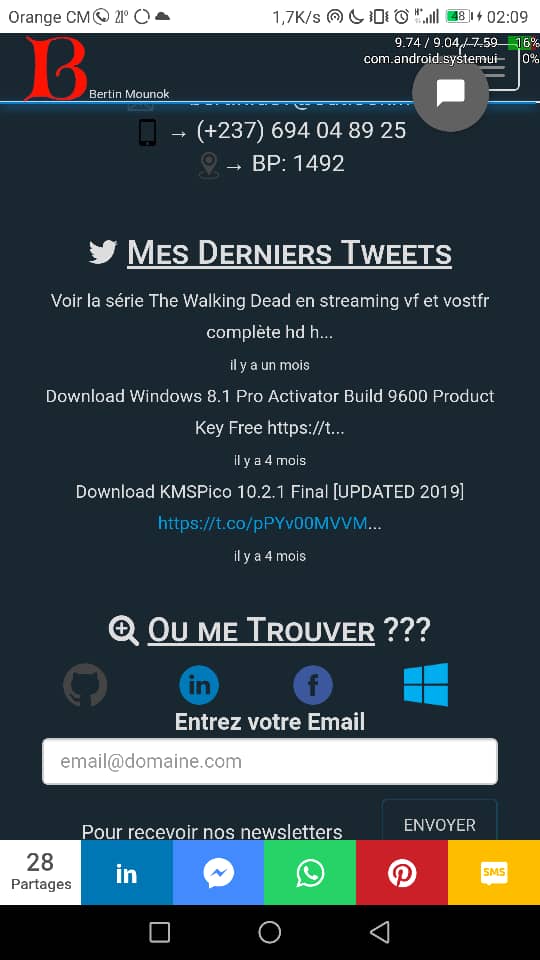 Orange CM 21° 1,7K/s 48 02:09
9.74 / 9.04 / 7.59 16%
com.android.systemui 0%
B
Bertin Mounok
→ (+237) 694 04 89 25
→ BP: 1492
MES DERNIERS TWEETS
Voir la série The Walking Dead en streaming vf et vostfr
complète hd h...
il y a un mois
Download Windows 8.1 Pro Activator Build 9600 Product
Key Free https://t...
il y a 4 mois
Download KMSPico 10.2.1 Final [UPDATED 2019]
https://t.co/pPYv00MVVM...
il y a 4 mois
OU ME TROUVER ???
in f
Entrez votre Email
email@domaine.com
Pour recevoir nos newsletters
ENVOYER
28
Partages
in
SMS